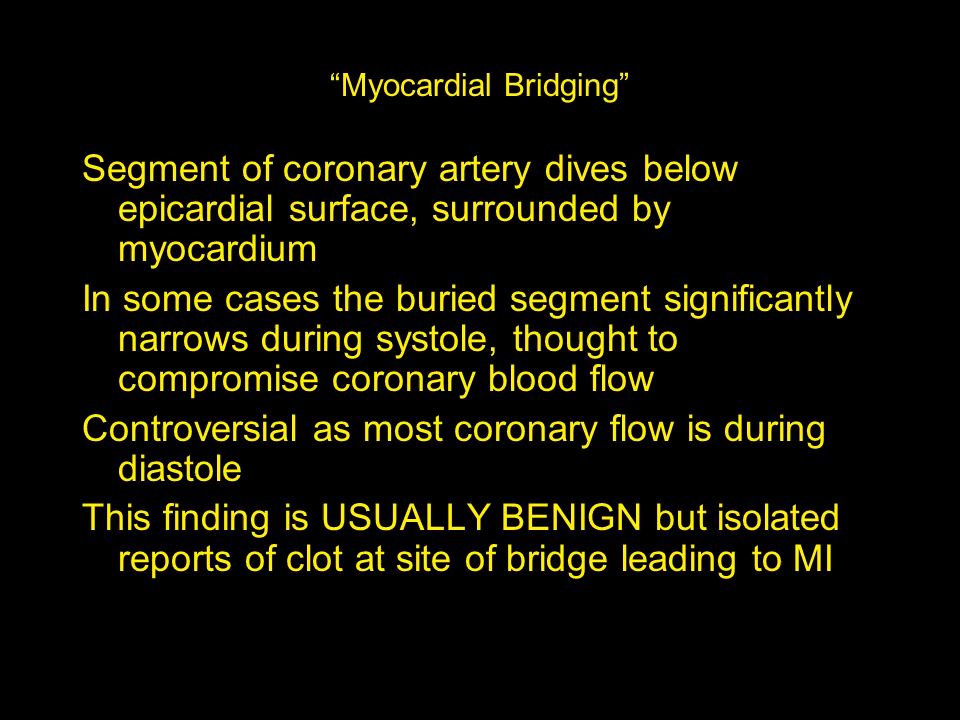 “Myocardial Bridging”
Segment of coronary artery dives below
epicardial surface, surrounded by
myocardium
In some cases the buried segment significantly
narrows during systole, thought to
compromise coronary blood flow
Controversial as most coronary flow is during
diastole
This finding is USUALLY BENIGN but isolated
reports of clot at site of bridge leading to MI